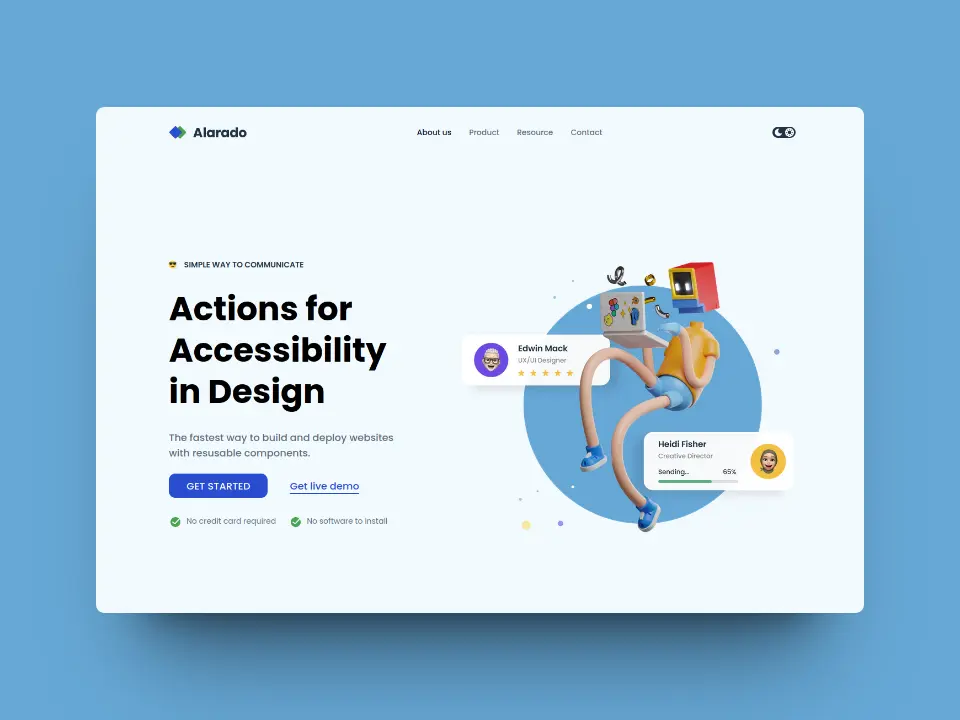 Alarado
About us
Product
Resource
Contact
SIMPLE WAY TO COMMUNICATE
Actions for
Accessibility
in Design
The fastest way to build and deploy websites
with resusable components.
GET STARTED
Get live demo
No credit card required
No software to install
Edwin Mack
UX/UI Designer
Heidi Fisher
Creative Director
Sending...
65%